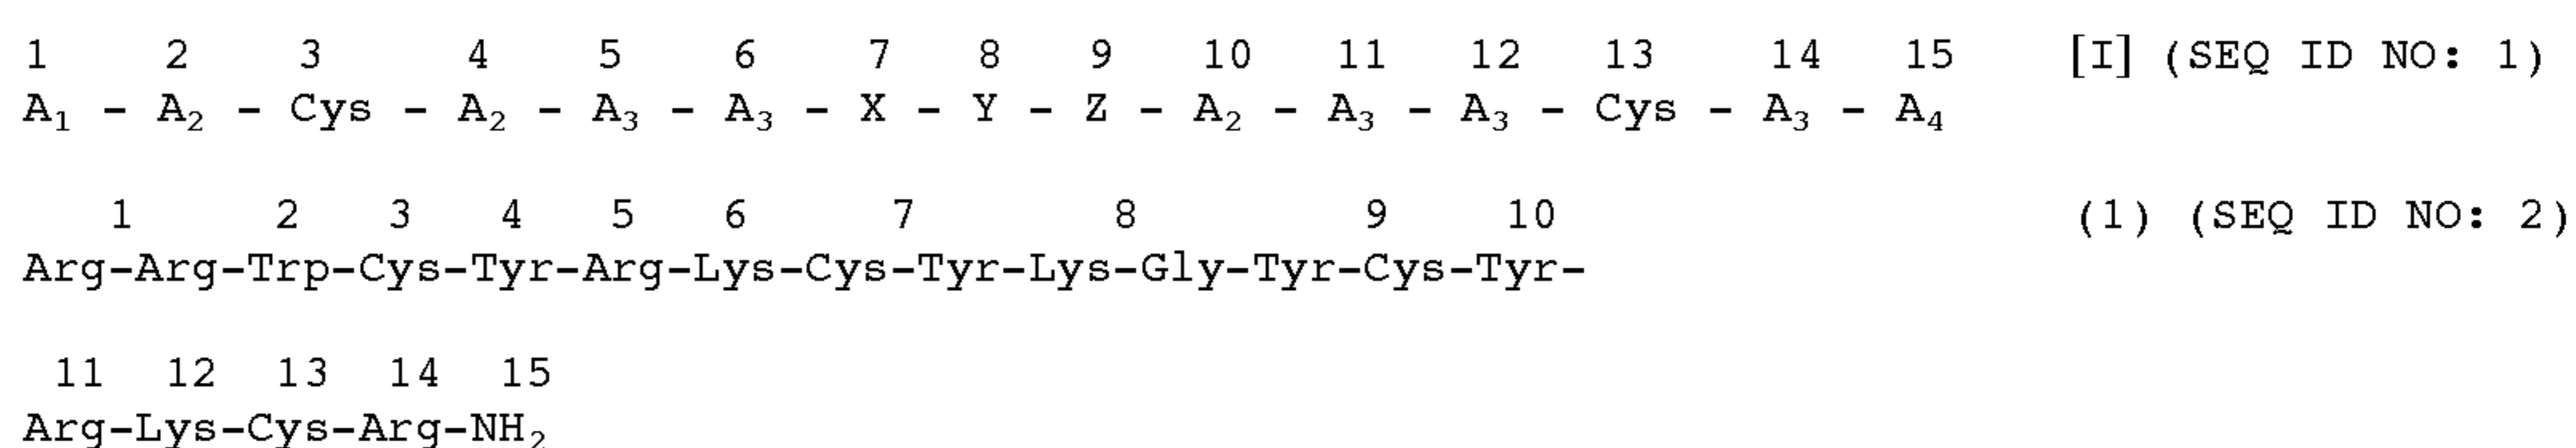 1 2 3 4 5 6 7 8 9 10 11 12 13 14 15 [I] (SEQ ID NO: 1)
A₁ – A₂ – Cys – A₂ – A₃ – A₃ – X – Y – Z – A₂ – A₃ – A₃ – Cys – A₃ – A₄
1 2 3 4 5 6 7 8 9 10 (1) (SEQ ID NO: 2)
Arg–Arg–Trp–Cys–Tyr–Arg–Lys–Cys–Tyr–Lys–Gly–Tyr–Cys–Tyr–
11 12 13 14 15
Arg–Lys–Cys–Arg–NH₂